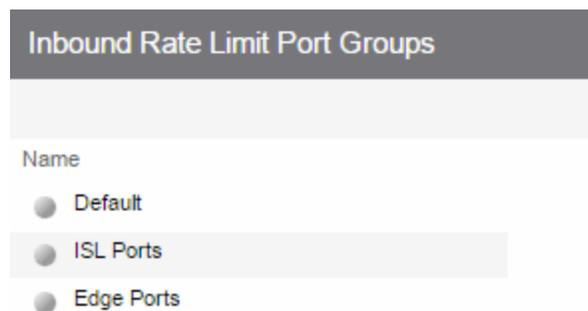 Inbound Rate Limit Port Groups
Name
Default
ISL Ports
Edge Ports